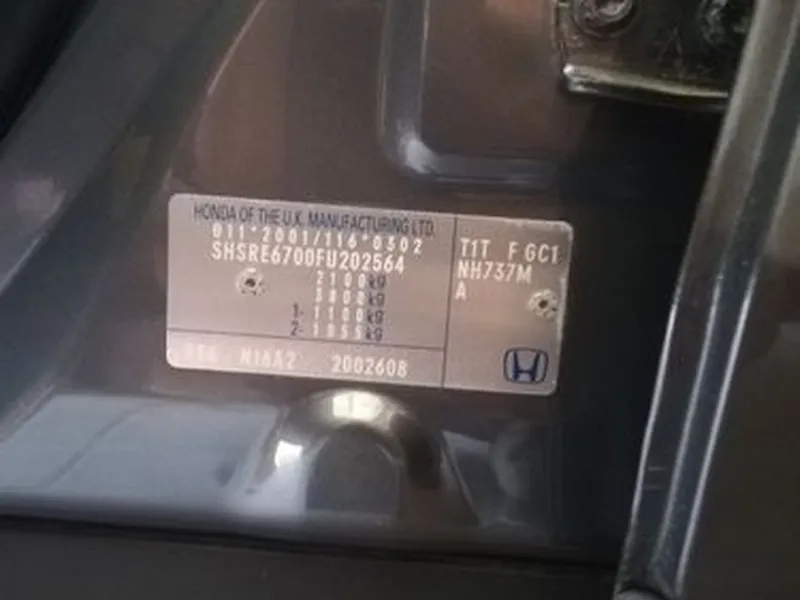 HONDA OF THE U.K. MANUFACTURING LTD.
011*2001/116*0302
SHSRE6700FU202564
2100kg
3800kg
1- 1100kg
2- 1055kg
N16A2 2002608
T1T F GC1
NH737M
A